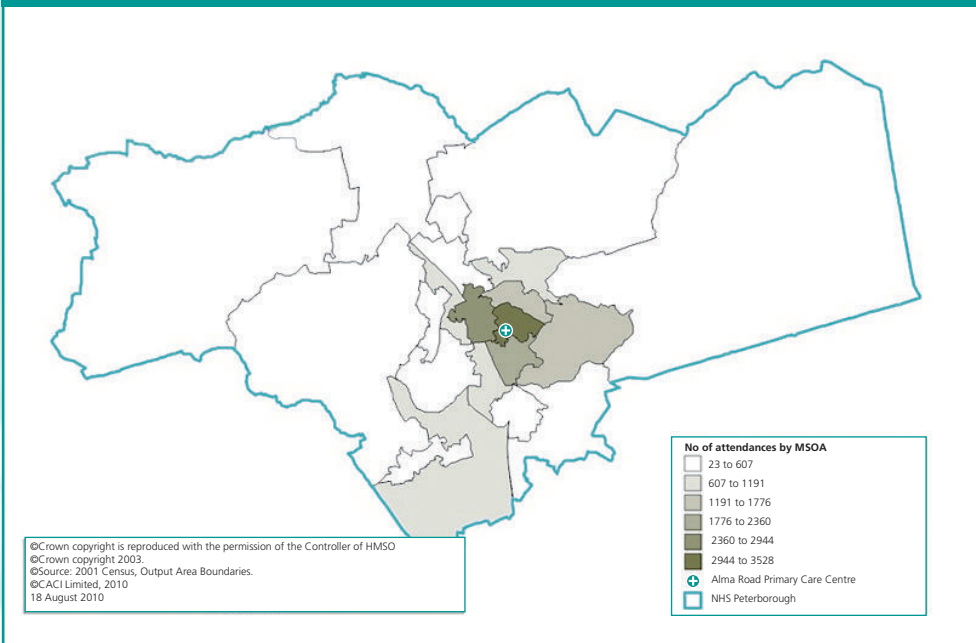 No of attendances by MSOA
23 to 607
607 to 1191
1191 to 1776
1776 to 2360
2360 to 2944
2944 to 3528
Alma Road Primary Care Centre
NHS Peterborough
©Crown copyright is reproduced with the permission of the Controller of HMSO
©Crown copyright 2003.
©Source: 2001 Census, Output Area Boundaries.
©CACI Limited, 2010
18 August 2010